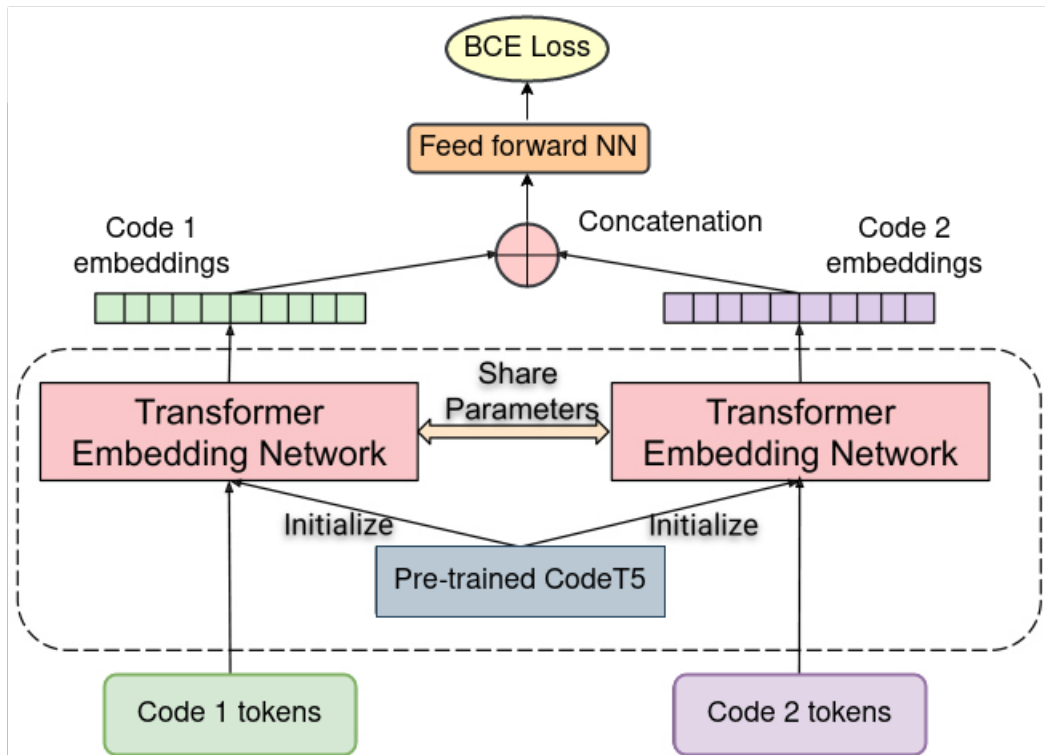 BCE Loss
Feed forward NN
Code 1
embeddings
Concatenation
Code 2
embeddings
Transformer
Embedding Network
Share
Parameters
Transformer
Embedding Network
Initialize
Initialize
Pre-trained CodeT5
Code 1 tokens
Code 2 tokens